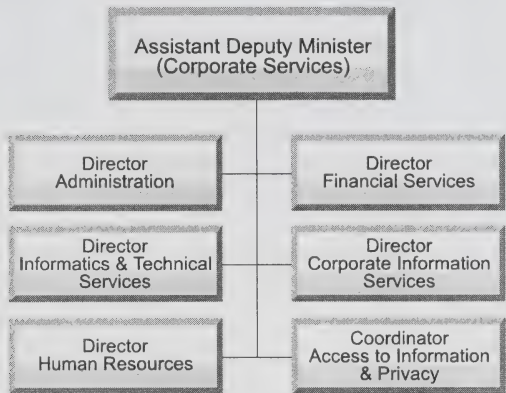 Assistant Deputy Minister
(Corporate Services)
Director
Administration
Director
Financial Services
Director
Informatics & Technical
Services
Director
Corporate Information
Services
Director
Human Resources
Coordinator
Access to Information
& Privacy